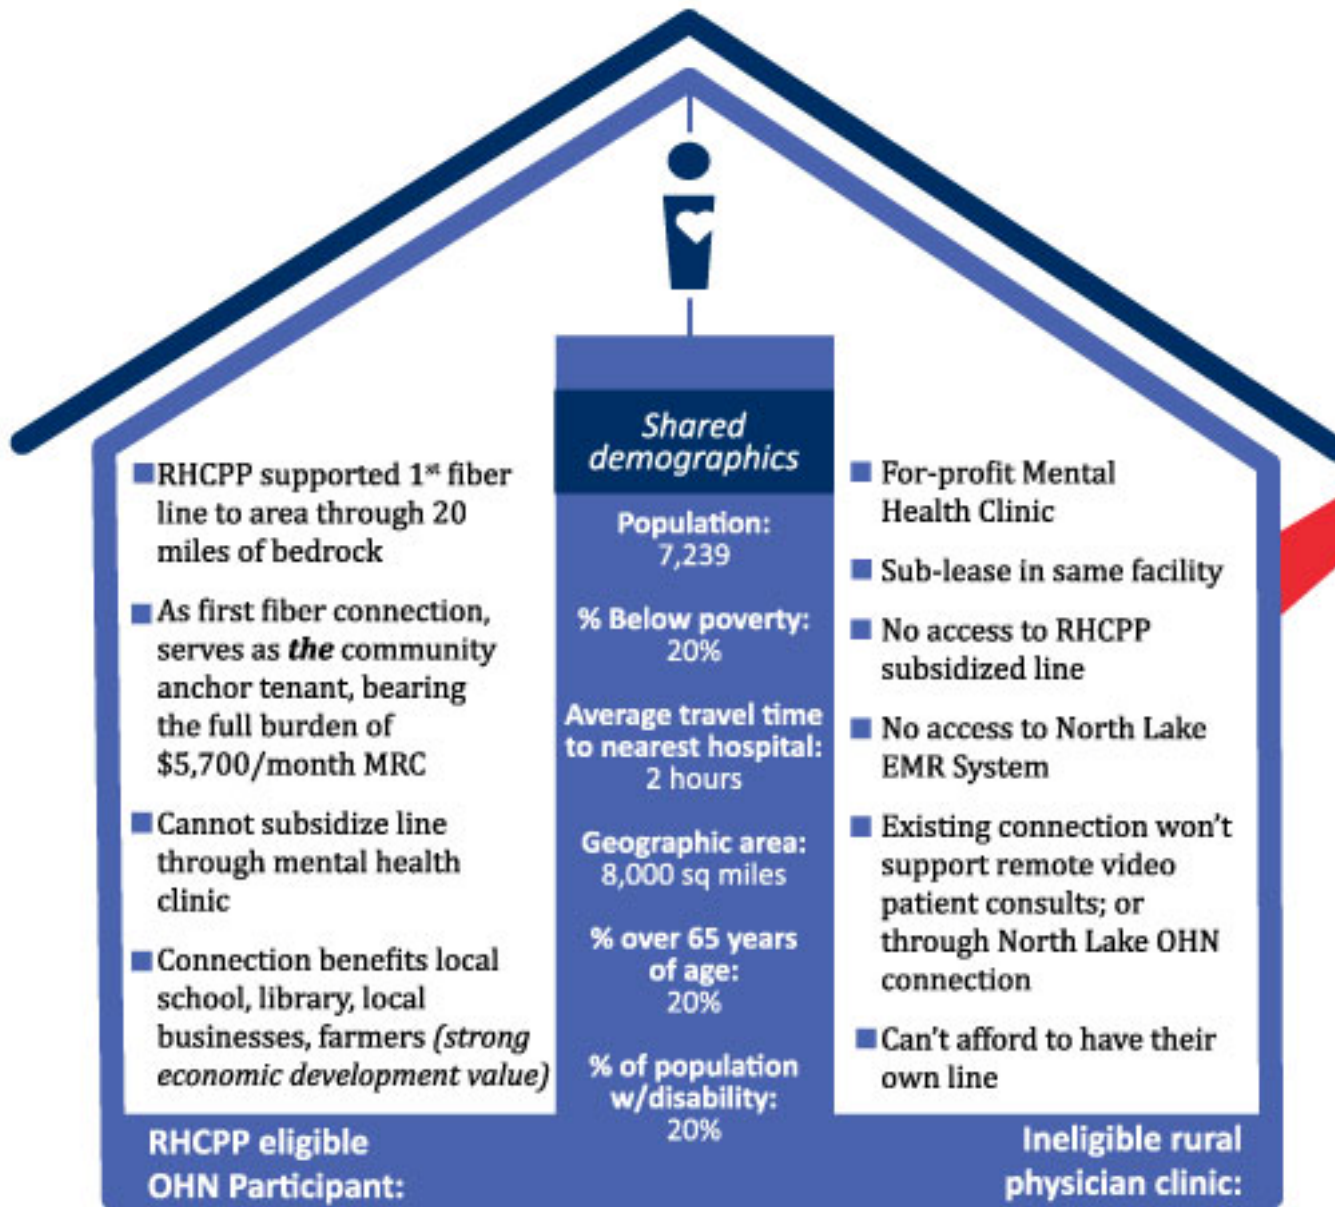 RHCPP supported 1st fiber
line to area through 20
miles of bedrock
As first fiber connection,
serves as the community
anchor tenant, bearing
the full burden of
$5,700/month MRC
Cannot subsidize line
through mental health
clinic
Connection benefits local
school, library, local
businesses, farmers (strong
economic development value)
RHCPP eligible
OHN Participant:
Shared
demographics
Population:
7,239
% Below poverty:
20%
Average travel time
to nearest hospital:
2 hours
Geographic area:
8,000 sq miles
% over 65 years
of age:
20%
% of population
w/disability:
20%
For-profit Mental
Health Clinic
Sub-lease in same facility
No access to RHCPP
subsidized line
No access to North Lake
EMR System
Existing connection won’t
support remote video
patient consults; or
through North Lake OHN
connection
Can’t afford to have their
own line
Ineligible rural
physician clinic: